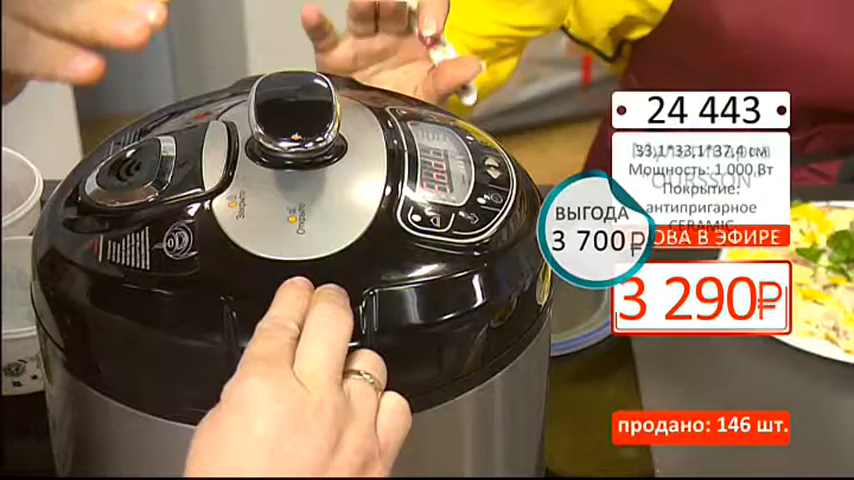 24 443
33,1*33,1*37,4 см
Мощность: 1 000 Вт
Покрытие:
антипригарное
CERAMIC
ВЫГОДА
3 700₽
ОВА В ЭФИРЕ
3 290₽
продано: 146 шт.
Закрыто
Открыто